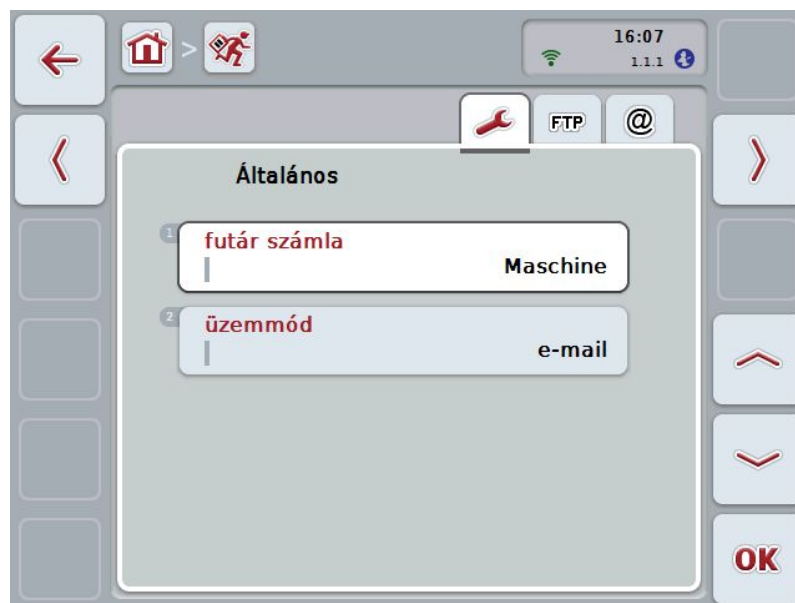 >
16:07
1.1.1
FTP @
Általános
1
futár számla
Maschine
2
üzemmód
e-mail
OK